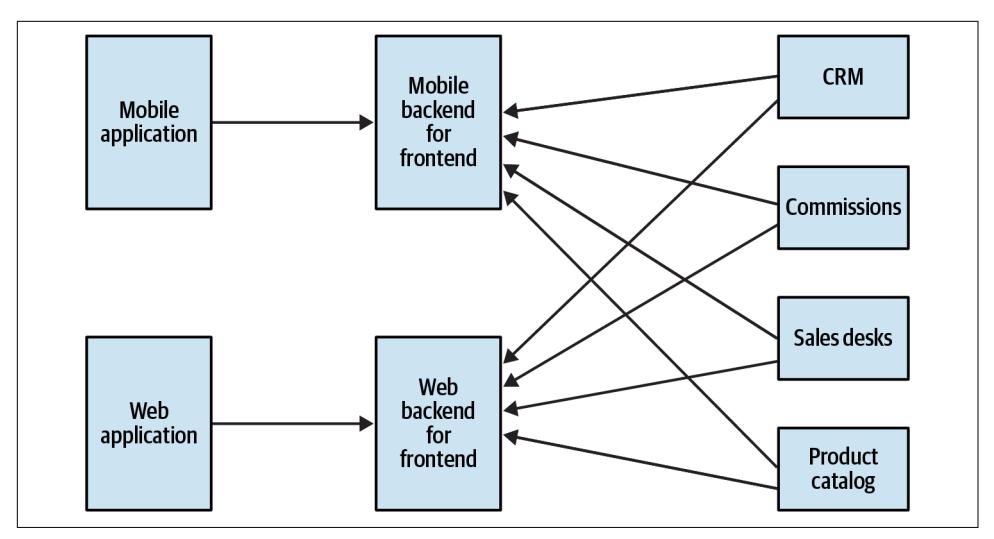 Mobile
application
Mobile
backend
for
frontend
CRM
Commissions
Sales desks
Web
application
Web
backend
for
frontend
Product
catalog